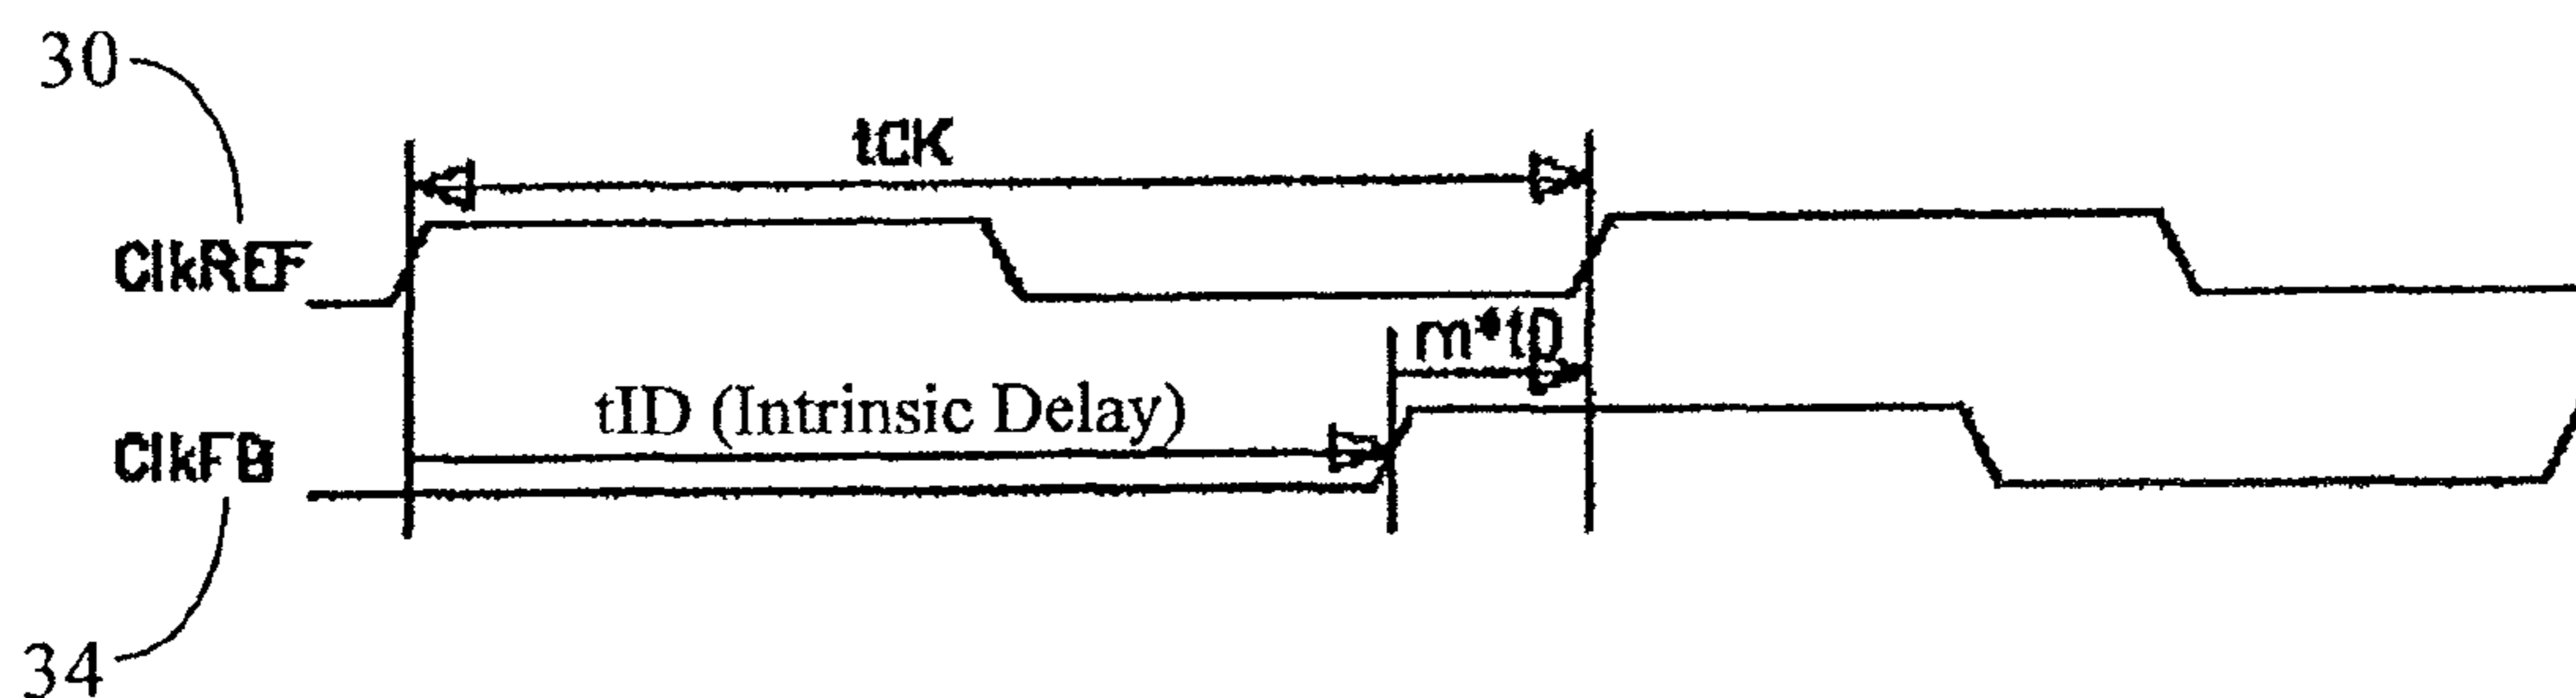 30
tCK
ClkREF
m*tD
tID (Intrinsic Delay)
ClkFB
34